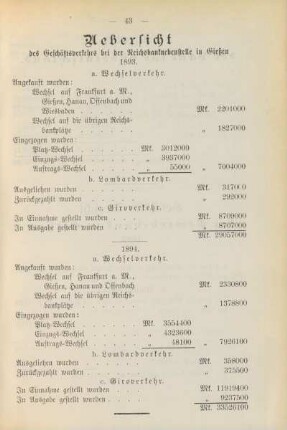 — 43 —
Uebersicht
des Geschäftsverkehrs bei der Reichsbanknebenstelle in Gießen
1893.
a. Wechselverkehr.
Angekauft wurden:
Wechsel auf Frankfurt a. M.,
Gießen, Hanau, Offenbach und
Wiesbaden Mk. 2201000
Wechsel auf die übrigen Reichs-
bankplätze „ 1827000
Eingezogen wurden:
Platz-Wechsel Mk. 3012000
Einzugs-Wechsel „ 3937000
Auftrags-Wechsel „ 55000 „ 7004000
b. Lombardverkehr.
Ausgeliehen wurden Mk. 347000
Zurückgezahlt wurden „ 292000
c. Giroverkehr.
In Einnahme gestellt wurden Mk. 8709000
In Ausgabe gestellt wurden „ 8707000
Mk. 29057000
1894.
a. Wechselverkehr.
Angekauft wurden:
Wechsel auf Frankfurt a. M.,
Gießen, Hanau und Offenbach Mk. 2330800
Wechsel auf die übrigen Reichs-
bankplätze „ 1378800
Eingezogen wurden:
Platz-Wechsel Mk. 3554400
Einzugs-Wechsel „ 4323600
Auftrags-Wechsel „ 48100 „ 7926100
b. Lombardverkehr.
Ausgeliehen wurden Mk. 358000
Zurückgezahlt wurden „ 375500
c. Giroverkehr.
In Einnahme gestellt wurden Mk. 11919400
In Ausgabe gestellt wurden „ 9237500
Mk. 33526100